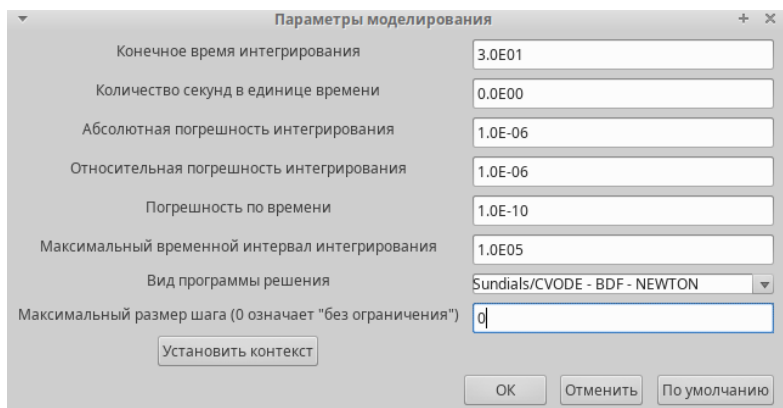 Параметры моделирования
Конечное время интегрирования 3.0E01
Количество секунд в единице времени 0.0E00
Абсолютная погрешность интегрирования 1.0E-06
Относительная погрешность интегрирования 1.0E-06
Погрешность по времени 1.0E-10
Максимальный временной интервал интегрирования 1.0E05
Вид программы решения Sundials/CVODE - BDF - NEWTON
Максимальный размер шага (0 означает "без ограничения") 0
Установить контекст
ОК Отменить По умолчанию